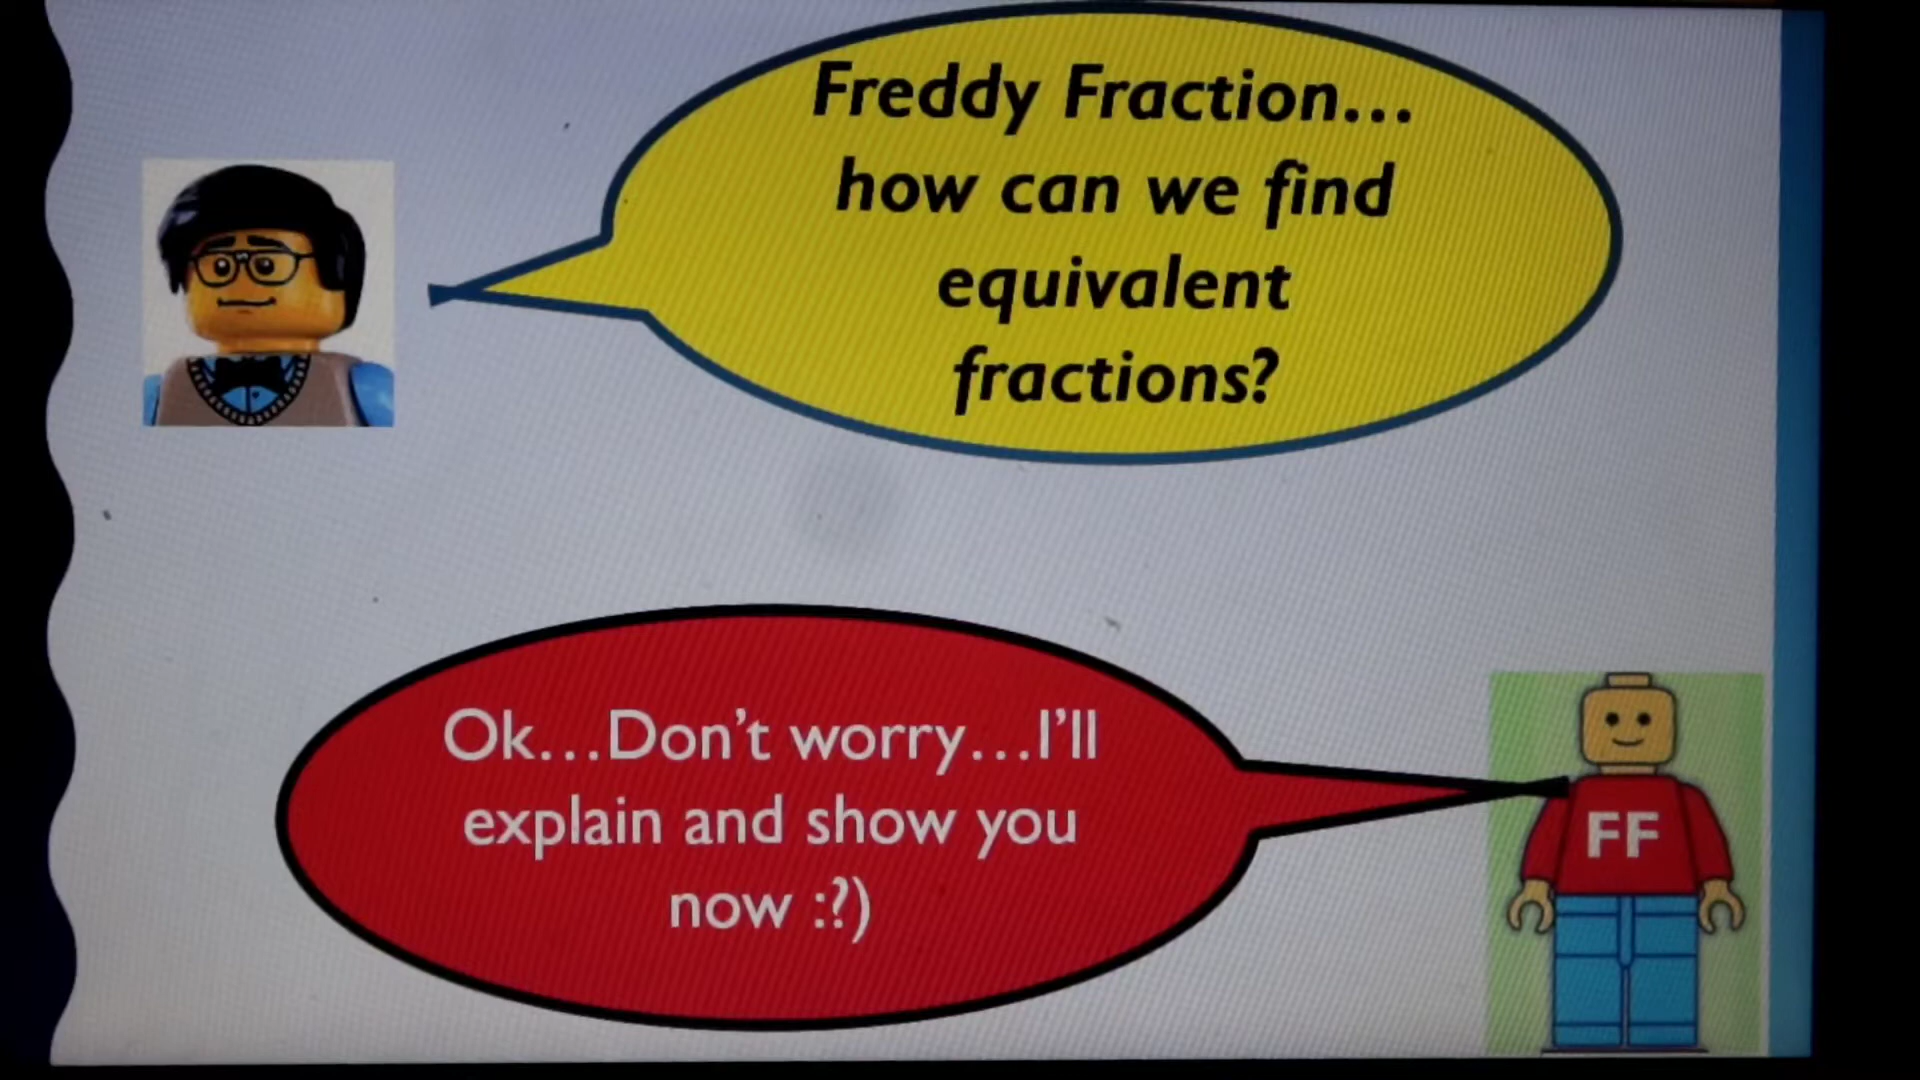 Freddy Fraction...
how can we find
equivalent
fractions?
Ok...Don't worry...I'll
explain and show you
now :?)
FF